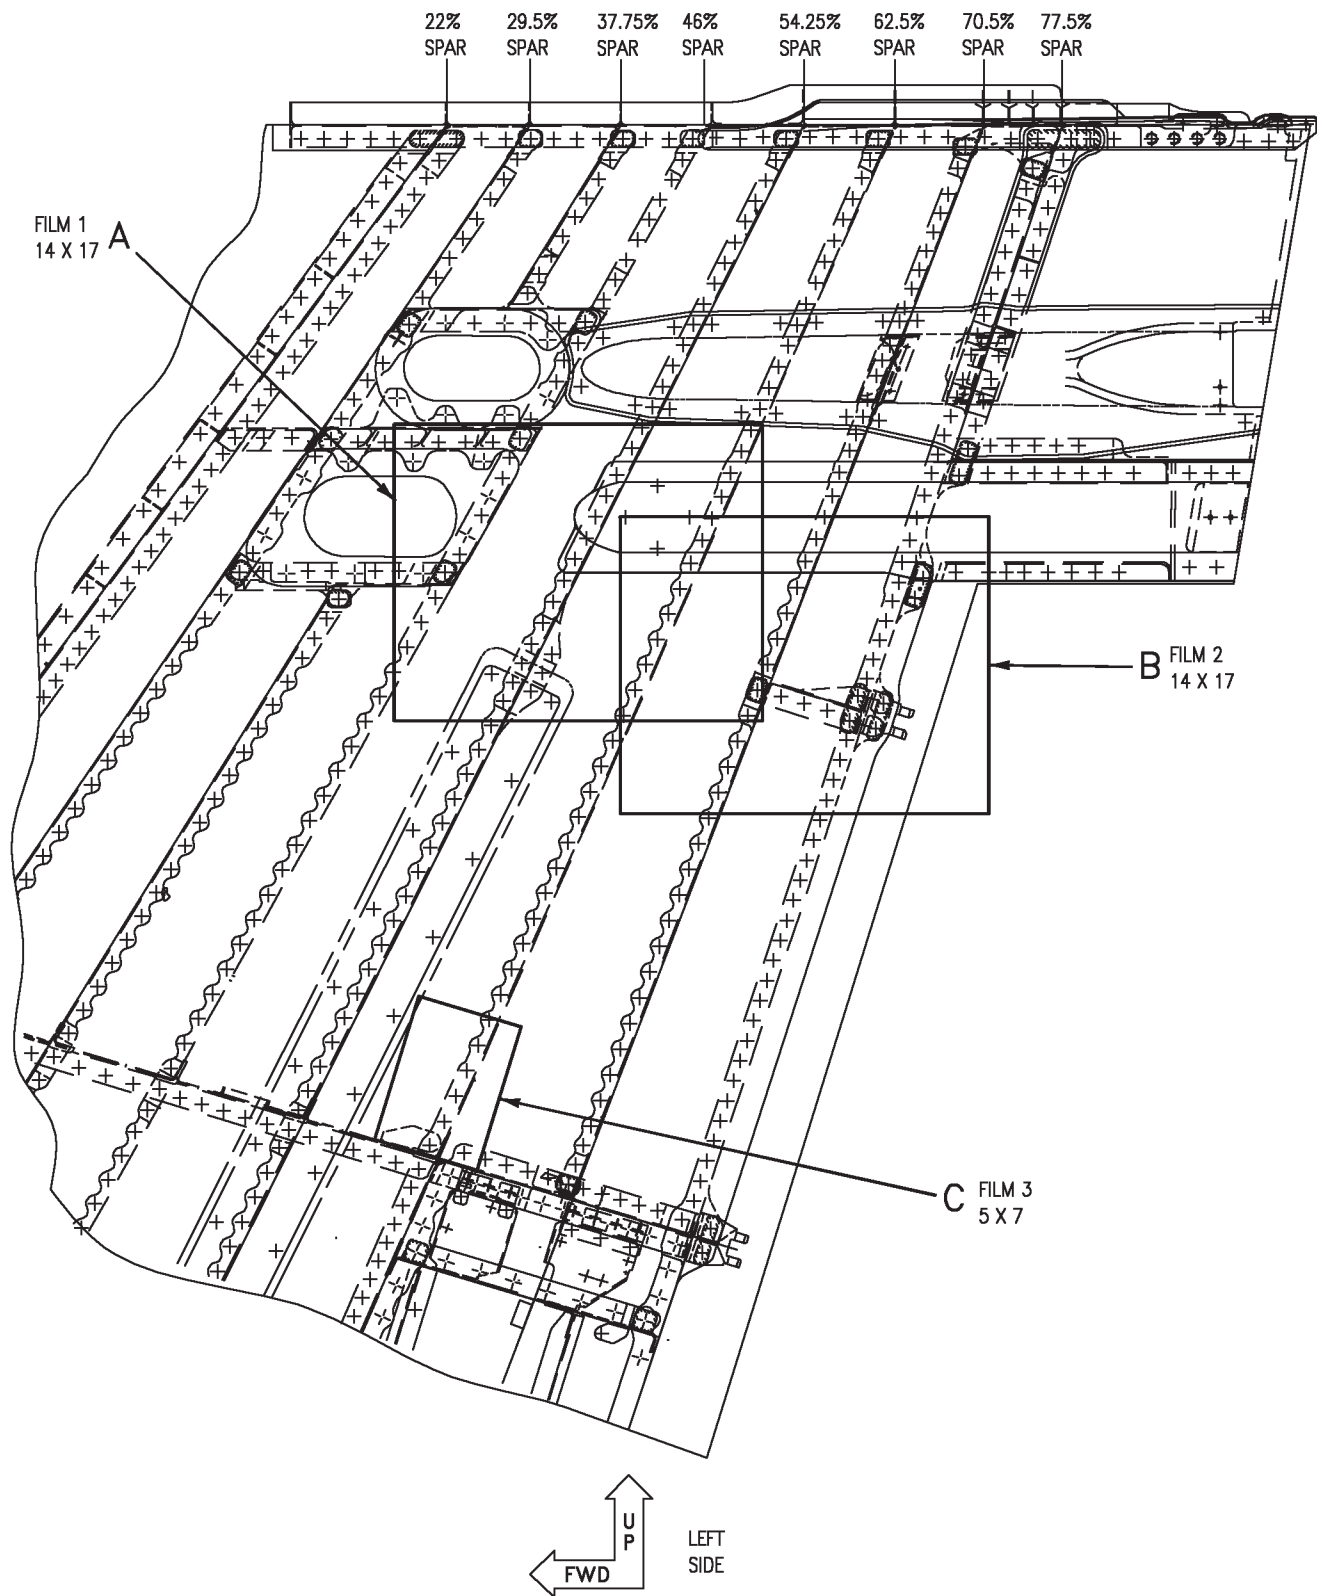 22%
SPAR
29.5%
SPAR
37.75%
SPAR
46%
SPAR
54.25%
SPAR
62.5%
SPAR
70.5%
SPAR
77.5%
SPAR
FILM 1
14 X 17
A
B
FILM 2
14 X 17
C
FILM 3
5 X 7
UP
FWD
LEFT
SIDE